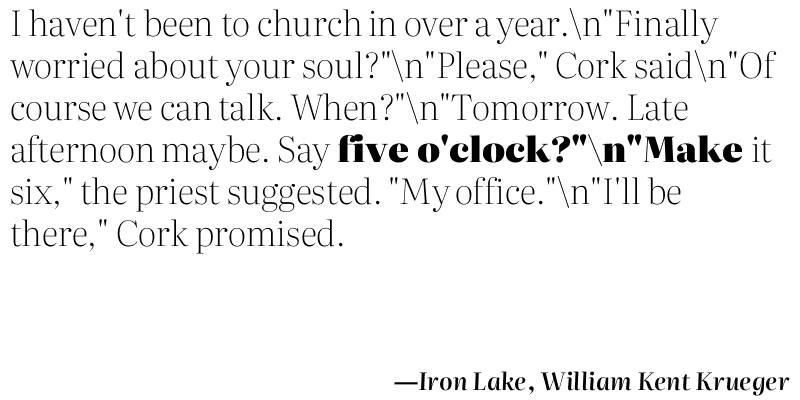 I haven't been to church in over a year.\n"Finally
worried about your soul?"\n"Please," Cork said\n"Of
course we can talk. When?"\n"Tomorrow. Late
afternoon maybe. Say five o'clock?"\n"Make it
six," the priest suggested. "My office."\n"I'll be
there," Cork promised.
—Iron Lake, William Kent Krueger